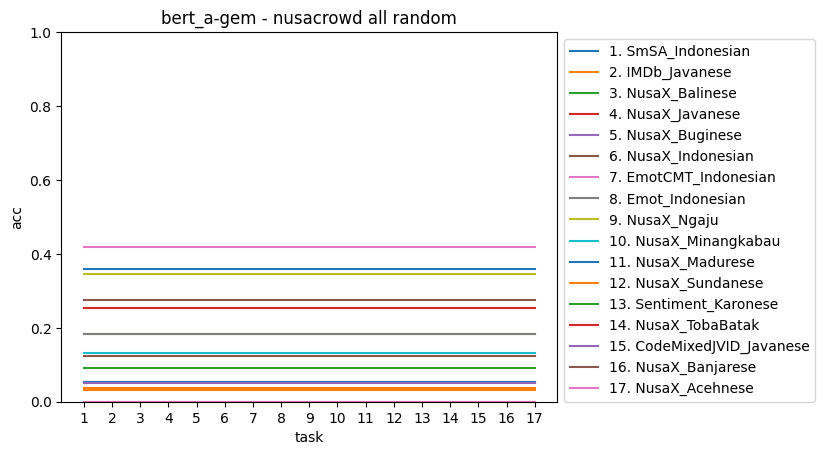 bert_a-gem - nusacrowd all random
1.0
0.8
0.6
0.4
0.2
0.0
acc
1 2 3 4 5 6 7 8 9 10 11 12 13 14 15 16 17
task
1. SmSA_Indonesian
2. IMDb_Javanese
3. NusaX_Balinese
4. NusaX_Javanese
5. NusaX_Buginese
6. NusaX_Indonesian
7. EmotCMT_Indonesian
8. Emot_Indonesian
9. NusaX_Ngaju
10. NusaX_Minangkabau
11. NusaX_Madurese
12. NusaX_Sundanese
13. Sentiment_Karonese
14. NusaX_TobaBatak
15. CodeMixedJVID_Javanese
16. NusaX_Banjarese
17. NusaX_Acehnese